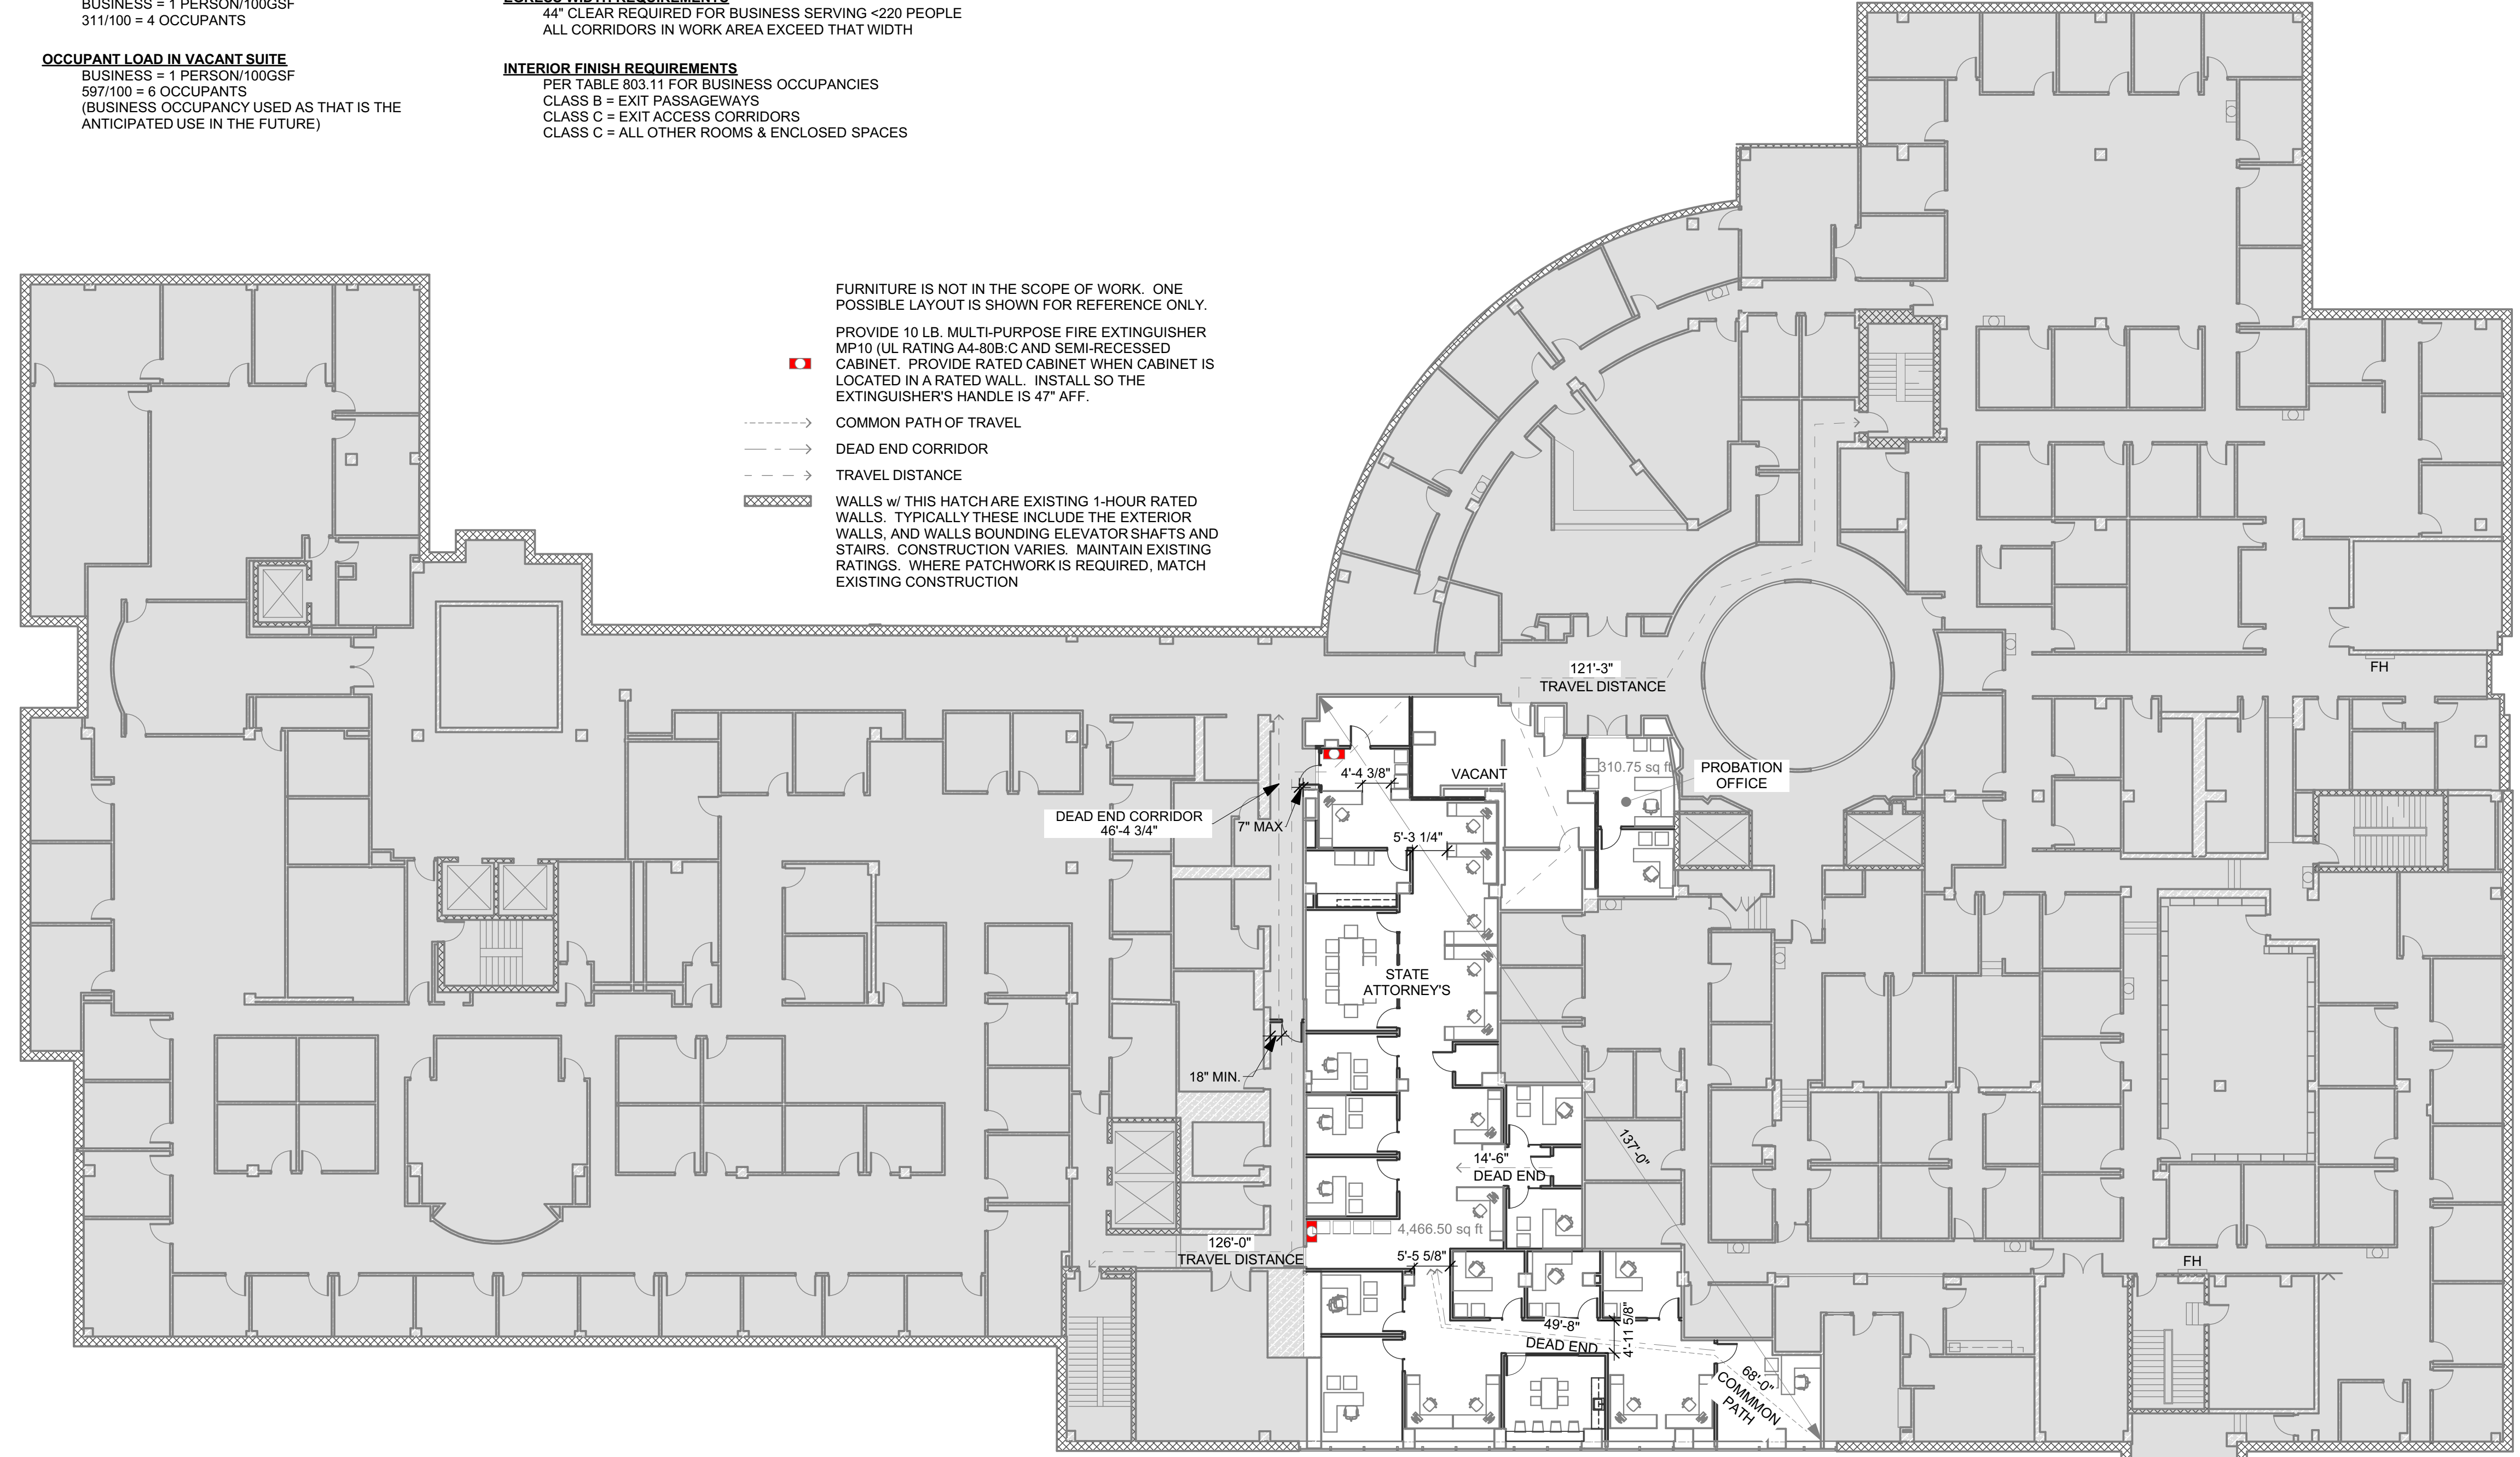 BUSINESS = 1 PERSON/100GSF
311/100 = 4 OCCUPANTS
OCCUPANT LOAD IN VACANT SUITE
BUSINESS = 1 PERSON/100GSF
597/100 = 6 OCCUPANTS
(BUSINESS OCCUPANCY USED AS THAT IS THE
ANTICIPATED USE IN THE FUTURE)
EGRESS WIDTH REQUIREMENTS
44" CLEAR REQUIRED FOR BUSINESS SERVING <220 PEOPLE
ALL CORRIDORS IN WORK AREA EXCEED THAT WIDTH
INTERIOR FINISH REQUIREMENTS
PER TABLE 803.11 FOR BUSINESS OCCUPANCIES
CLASS B = EXIT PASSAGEWAYS
CLASS C = EXIT ACCESS CORRIDORS
CLASS C = ALL OTHER ROOMS & ENCLOSED SPACES
FURNITURE IS NOT IN THE SCOPE OF WORK. ONE
POSSIBLE LAYOUT IS SHOWN FOR REFERENCE ONLY.
PROVIDE 10 LB. MULTI-PURPOSE FIRE EXTINGUISHER
MP10 (UL RATING A4-80B:C AND SEMI-RECESSED
CABINET. PROVIDE RATED CABINET WHEN CABINET IS
LOCATED IN A RATED WALL. INSTALL SO THE
EXTINGUISHER'S HANDLE IS 47" AFF.
COMMON PATH OF TRAVEL
DEAD END CORRIDOR
TRAVEL DISTANCE
WALLS w/ THIS HATCH ARE EXISTING 1-HOUR RATED
WALLS. TYPICALLY THESE INCLUDE THE EXTERIOR
WALLS, AND WALLS BOUNDING ELEVATOR SHAFTS AND
STAIRS. CONSTRUCTION VARIES. MAINTAIN EXISTING
RATINGS. WHERE PATCHWORK IS REQUIRED, MATCH
EXISTING CONSTRUCTION
121'-3"
TRAVEL DISTANCE
FH
4'-4 3/8"
VACANT
310.75 sq ft
PROBATION
OFFICE
DEAD END CORRIDOR
46'-4 3/4"
7" MAX
5'-3 1/4"
STATE
ATTORNEY'S
18" MIN.
137'-0"
14'-6"
DEAD END
4,466.50 sq ft
126'-0"
TRAVEL DISTANCE
5'-5 5/8"
FH
49'-8"
DEAD END
4'-11 5/8"
68'-0"
COMMMON
PATH